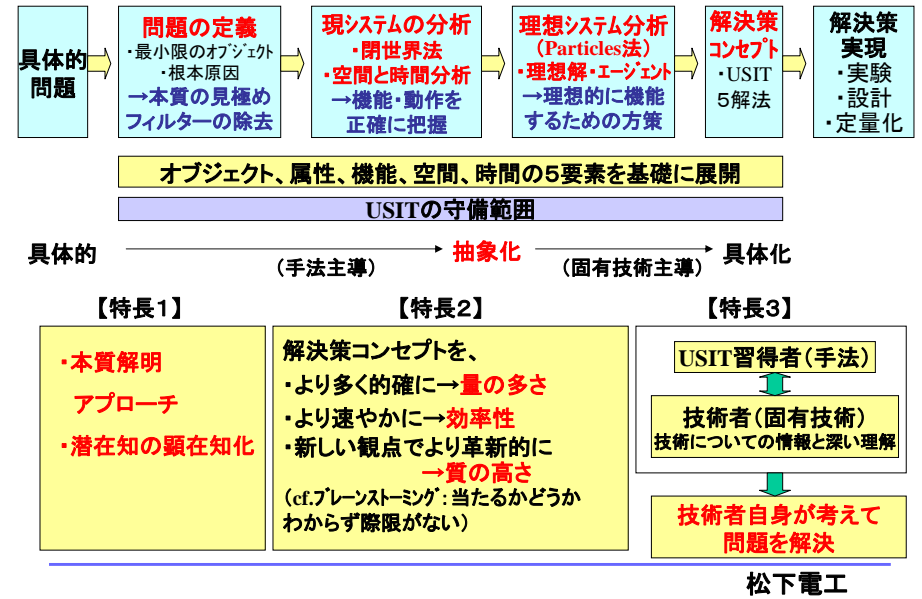 具体的
問題
問題の定義
・最小限のオブジェクト
・根本原因
→本質の見極め
フィルターの除去
現システムの分析
・閉世界法
・空間と時間分析
→機能・動作を
正確に把握
理想システム分析
(Particles法)
・理想解・エージェント
→理想的に機能
するための方策
解決策
コンセプト
・USIT
５解法
解決策
実現
・実験
・設計
・定量化
オブジェクト、属性、機能、空間、時間の５要素を基礎に展開
USITの守備範囲
具体的
(手法主導)
抽象化
(固有技術主導)
具体化
【特長１】
・本質解明
アプローチ
・潜在知の顕在知化
【特長２】
解決策コンセプトを、
・より多く的確に→量の多さ
・より速やかに→効率性
・新しい観点でより革新的に
→質の高さ
(cf.ブレーンストーミング：当たるかどうか
わからず際限がない)
【特長３】
USIT習得者(手法)
技術者(固有技術)
技術についての情報と深い理解
技術者自身が考えて
問題を解決
松下電工